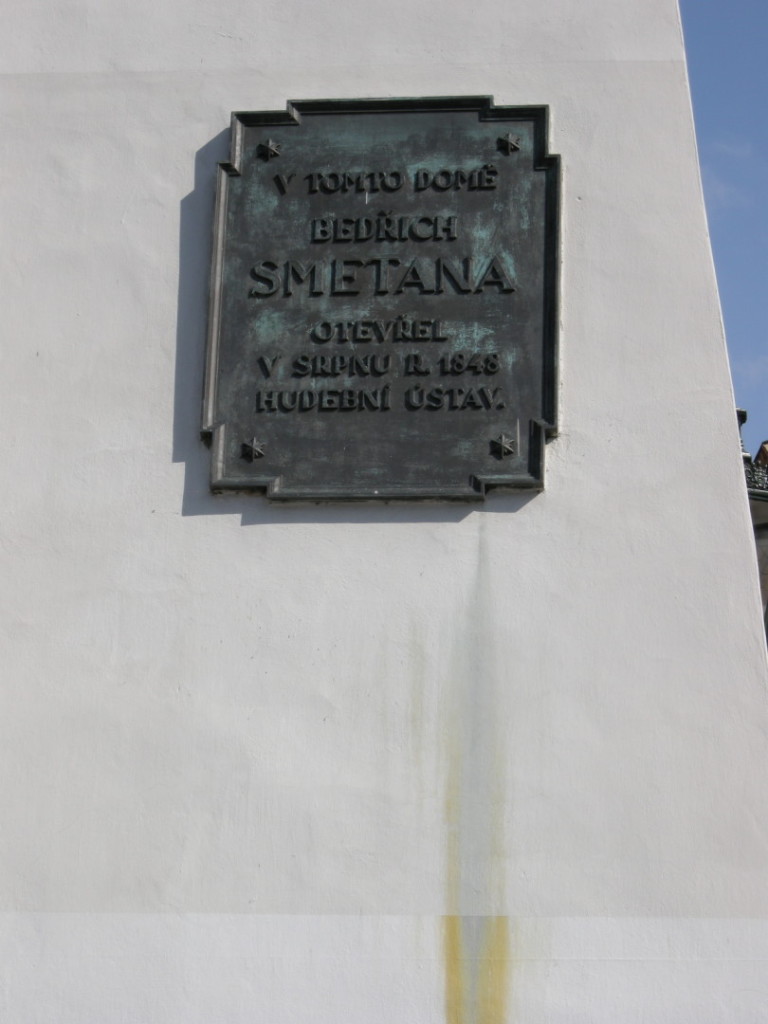 V TOMTO DOMĚ
BEDŘICH
SMETANA
OTEVŘEL
V SRPNU R. 1848
HUDEBNÍ ÚSTAV.